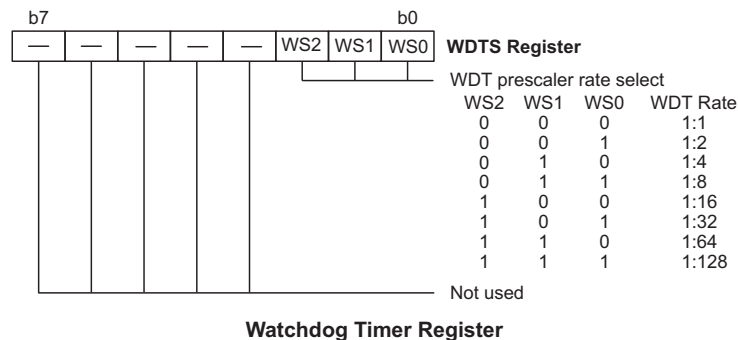 b7 b0
— — — — — WS2 WS1 WS0 WDTS Register
WDT prescaler rate select
WS2 WS1 WS0 WDT Rate
0 0 0 1:1
0 0 1 1:2
0 1 0 1:4
0 1 1 1:8
1 0 0 1:16
1 0 1 1:32
1 1 0 1:64
1 1 1 1:128
Not used
Watchdog Timer Register